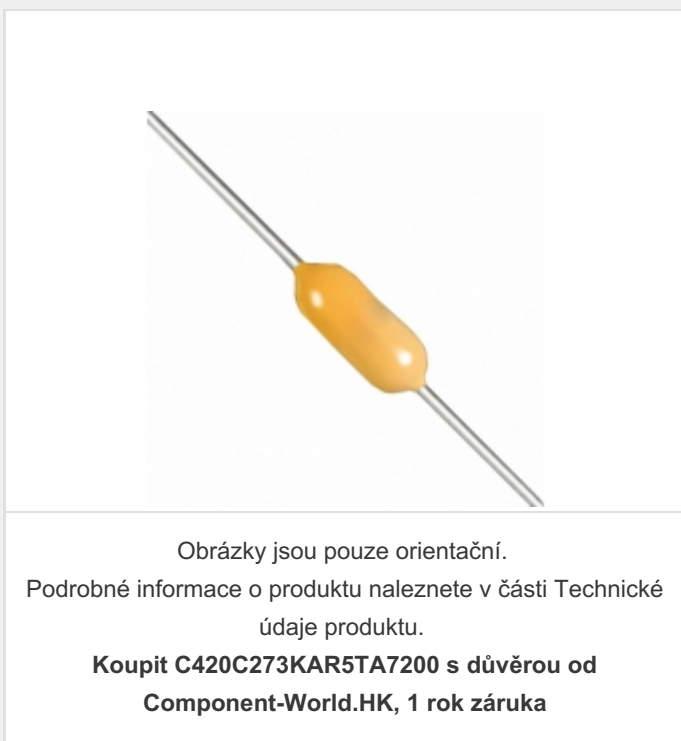 Obrázky jsou pouze orientační.
Podrobné informace o produktu naleznete v části Technické
údaje produktu.
Koupit C420C273KAR5TA7200 s důvěrou od
Component-World.HK, 1 rok záruka